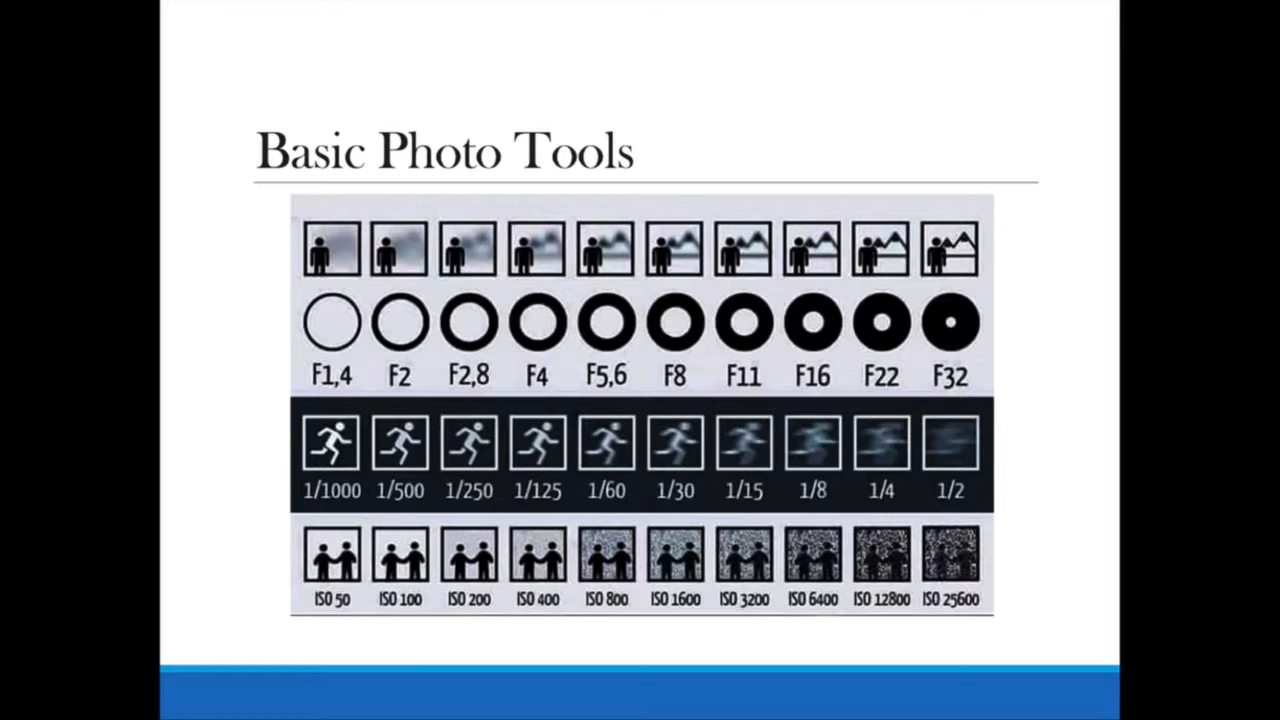 Basic Photo Tools
F1,4 F2 F2,8 F4 F5,6 F8 F11 F16 F22 F32
1/1000 1/500 1/250 1/125 1/60 1/30 1/15 1/8 1/4 1/2
ISO 50 ISO 100 ISO 200 ISO 400 ISO 800 ISO 1600 ISO 3200 ISO 6400 ISO 12800 ISO 25600